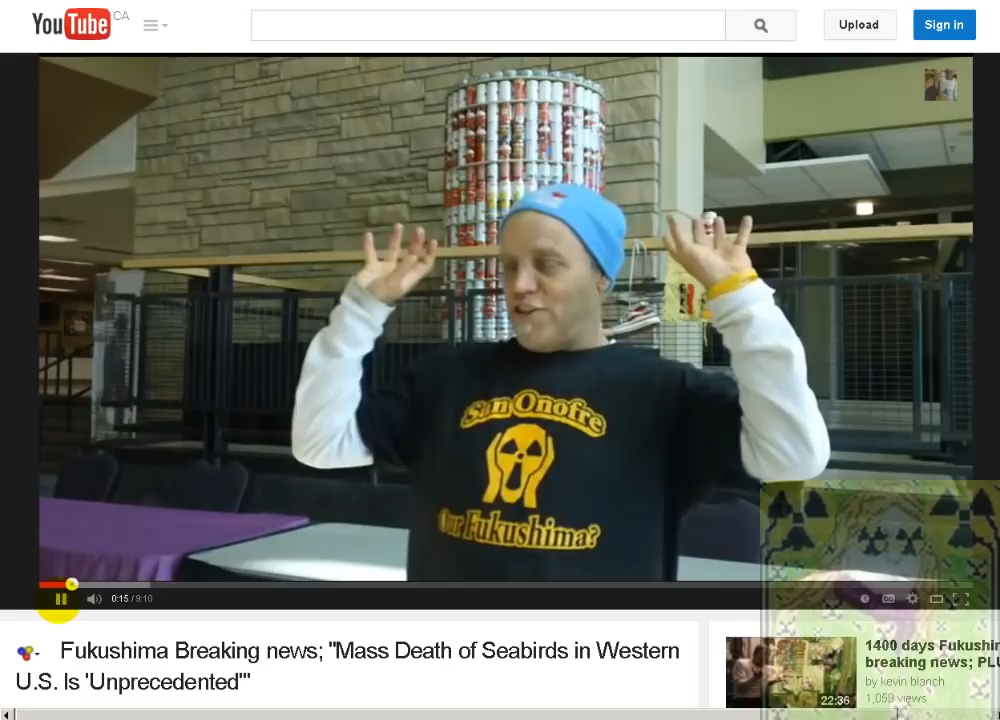 YouTube CA
Upload
Sign in
San Onofre
Our Fukushima?
0:15 / 9:10
Fukushima Breaking news; "Mass Death of Seabirds in Western
U.S. Is 'Unprecedented'"
22:36
1400 days Fukushim
breaking news; PLU
by kevin blanch
1,059 views